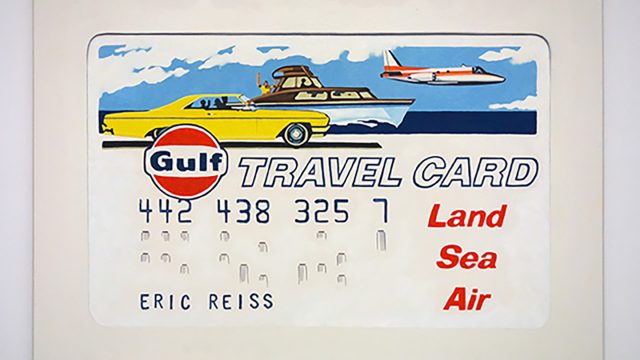 Gulf TRAVEL CARD
442 438 325 7
Land
Sea
Air
ERIC REISS